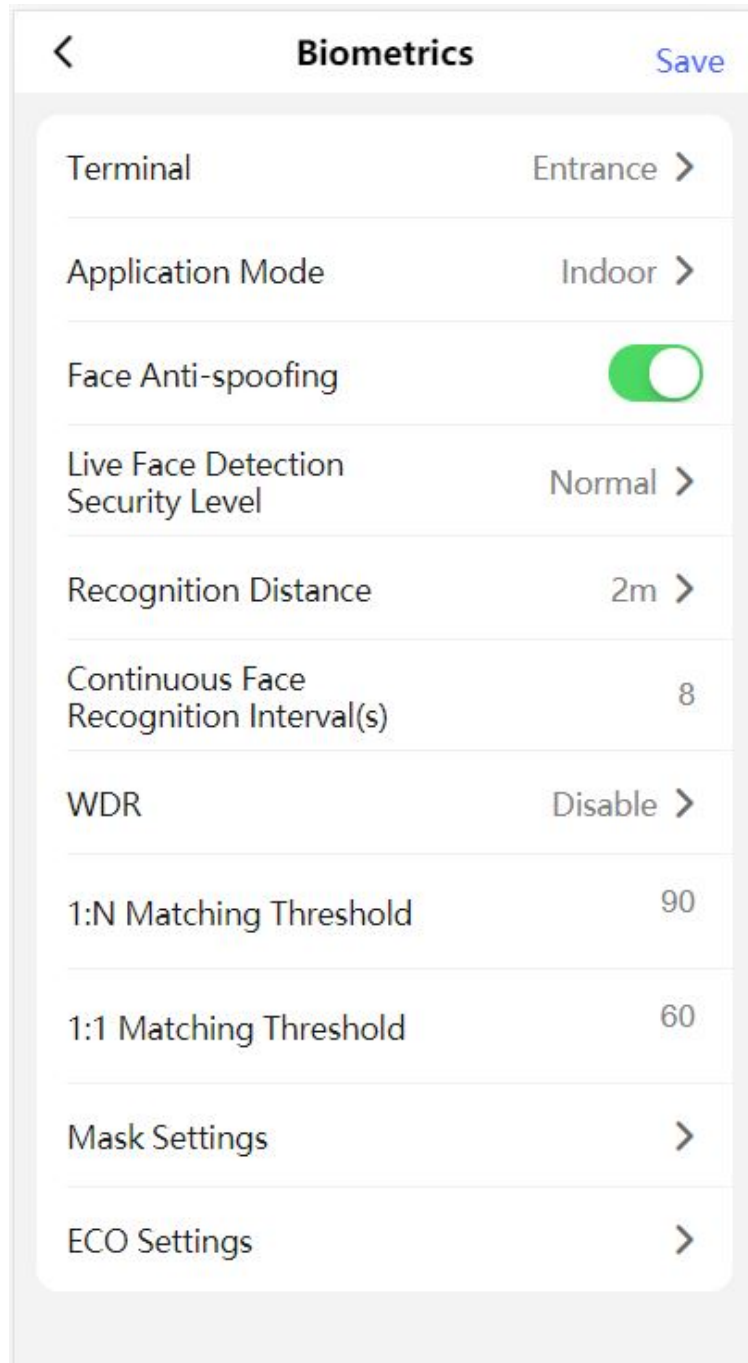 Biometrics
Save
Terminal
Entrance
Application Mode
Indoor
Face Anti-spoofing
Live Face Detection
Security Level
Normal
Recognition Distance
2m
Continuous Face
Recognition Interval(s)
8
WDR
Disable
1:N Matching Threshold
90
1:1 Matching Threshold
60
Mask Settings
ECO Settings